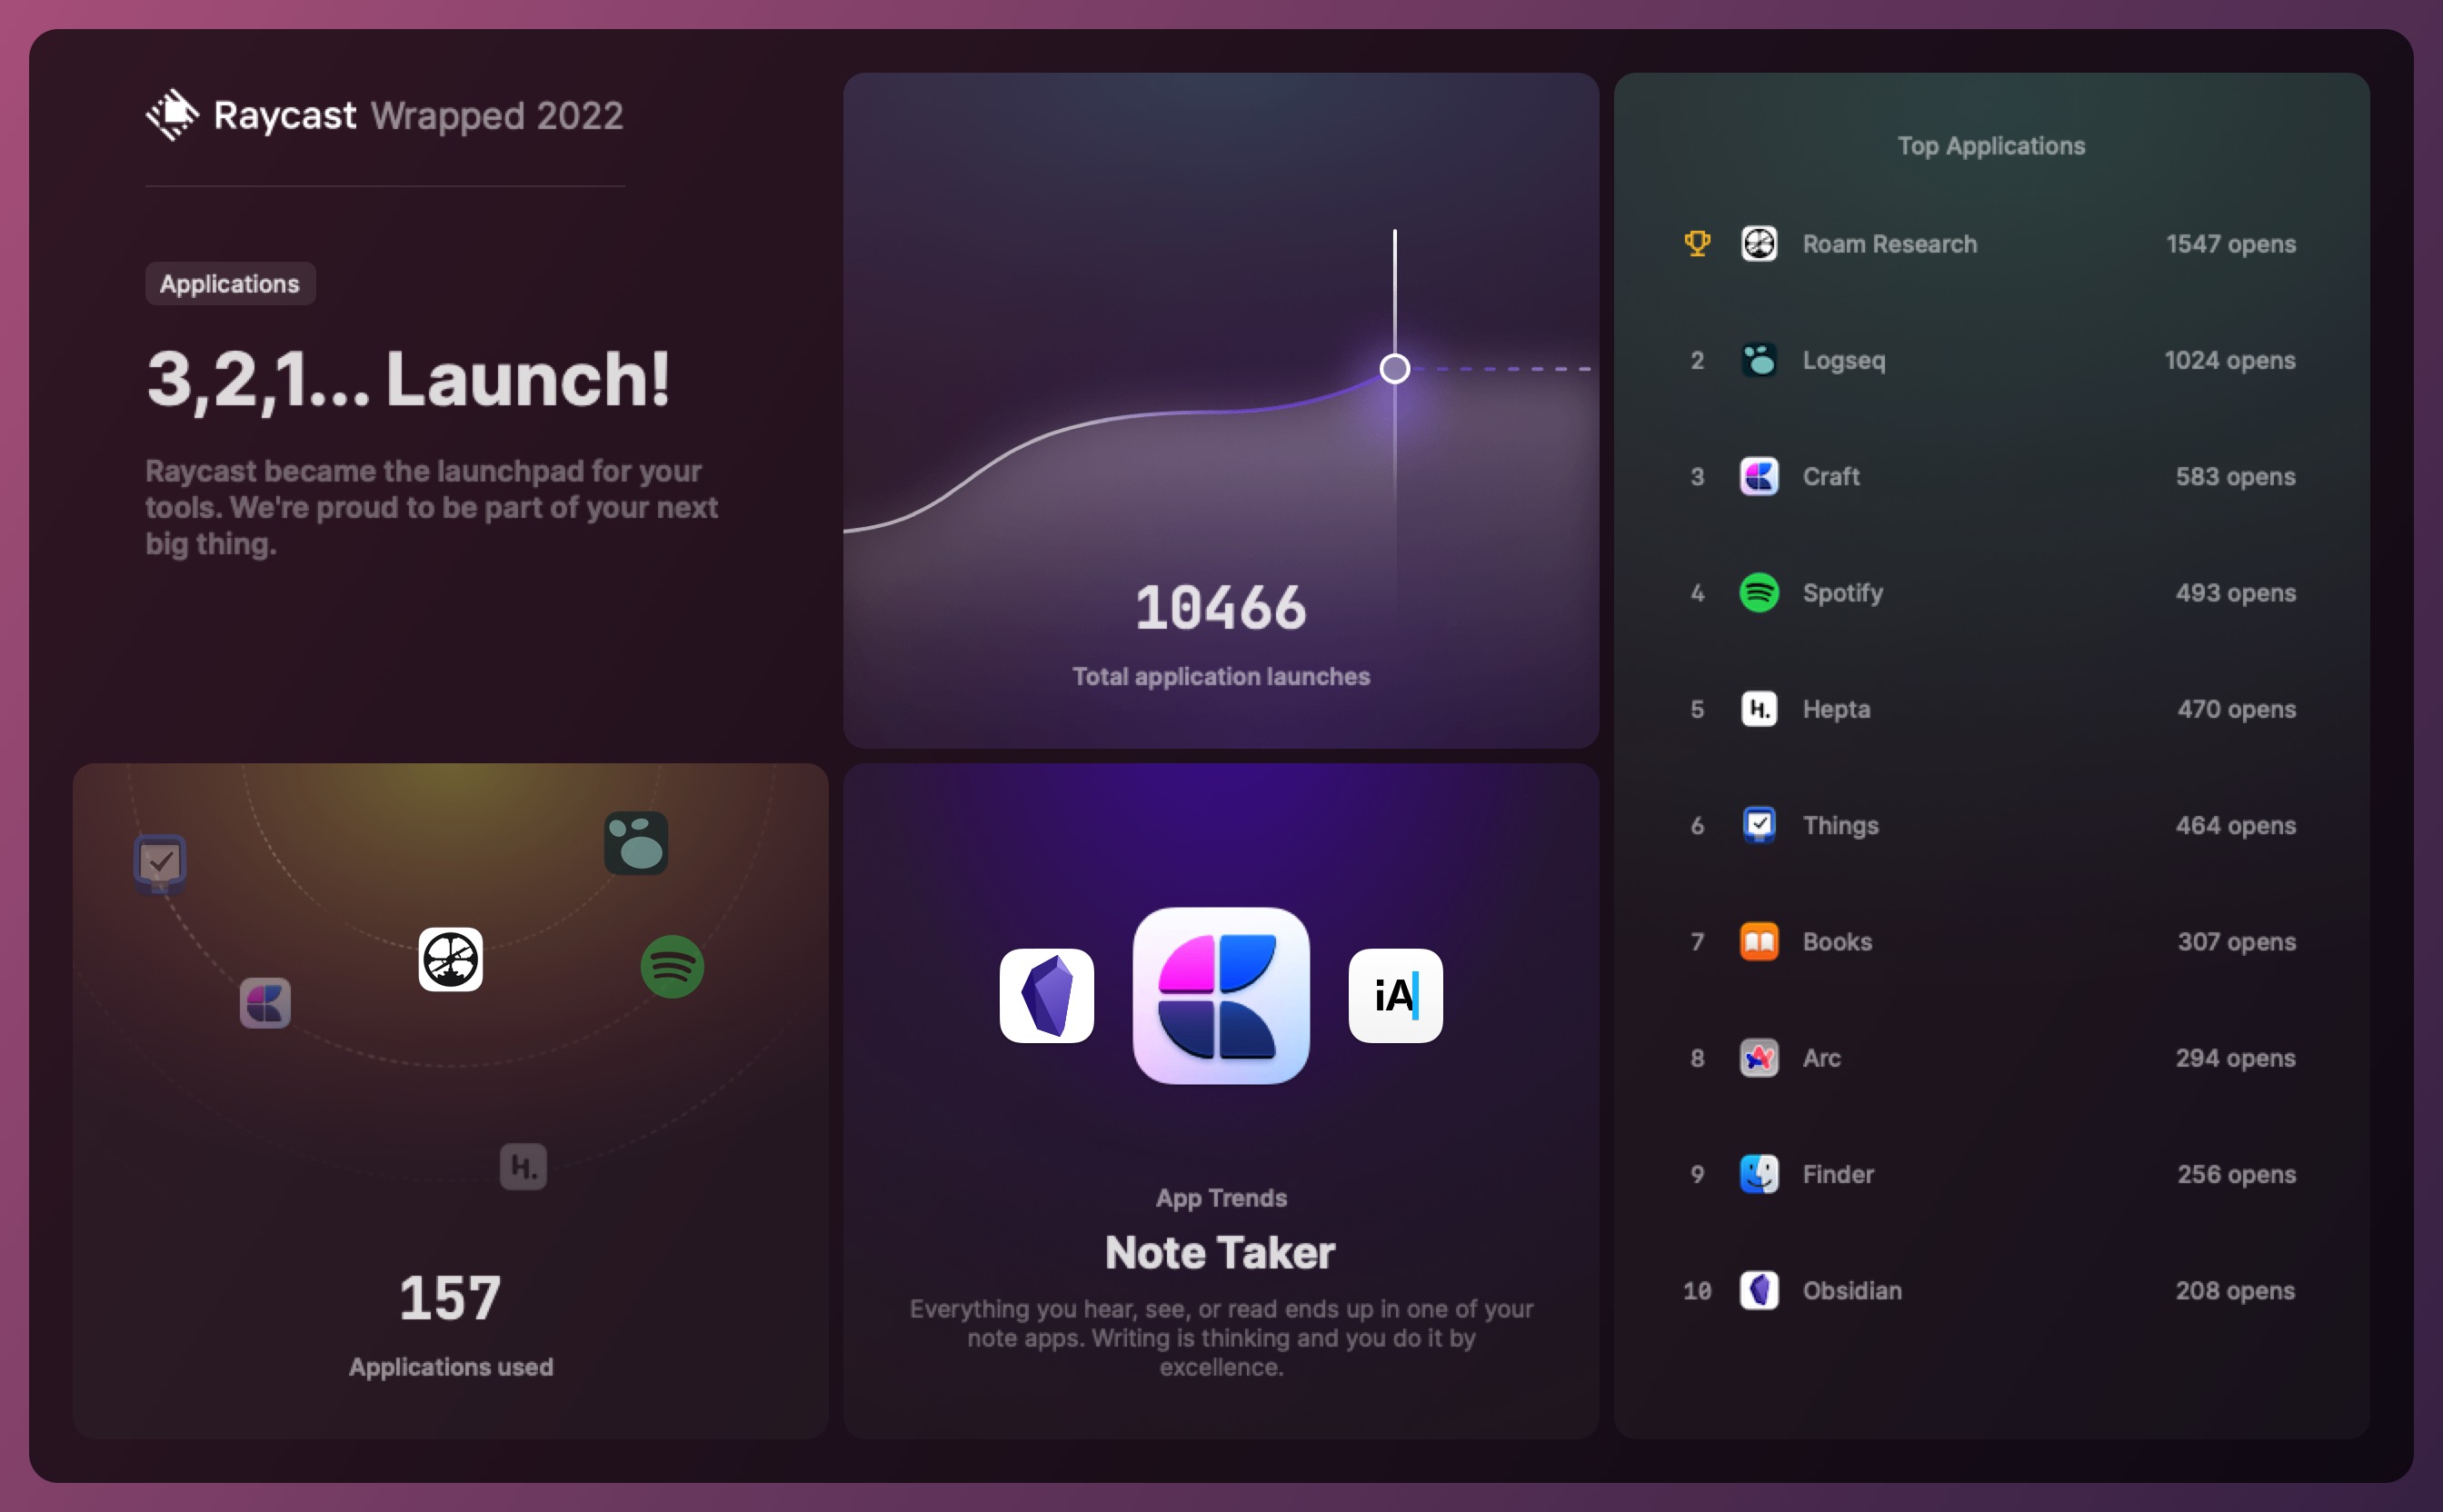 Raycast Wrapped 2022
Applications
3,2,1... Launch!
Raycast became the launchpad for your
tools. We're proud to be part of your next
big thing.
10466
Total application launches
157
Applications used
H.
iA
App Trends
Note Taker
Everything you hear, see, or read ends up in one of your
note apps. Writing is thinking and you do it by
excellence.
Top Applications
Roam Research 1547 opens
2 Logseq 1024 opens
3 Craft 583 opens
4 Spotify 493 opens
5 H. Hepta 470 opens
6 Things 464 opens
7 Books 307 opens
8 Arc 294 opens
9 Finder 256 opens
10 Obsidian 208 opens